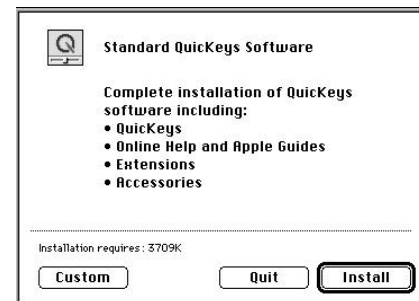 Q
Standard QuicKeys Software
Complete installation of QuicKeys
software including:
• QuicKeys
• Online Help and Apple Guides
• Extensions
• Accessories
Installation requires: 3709K
Custom Quit Install